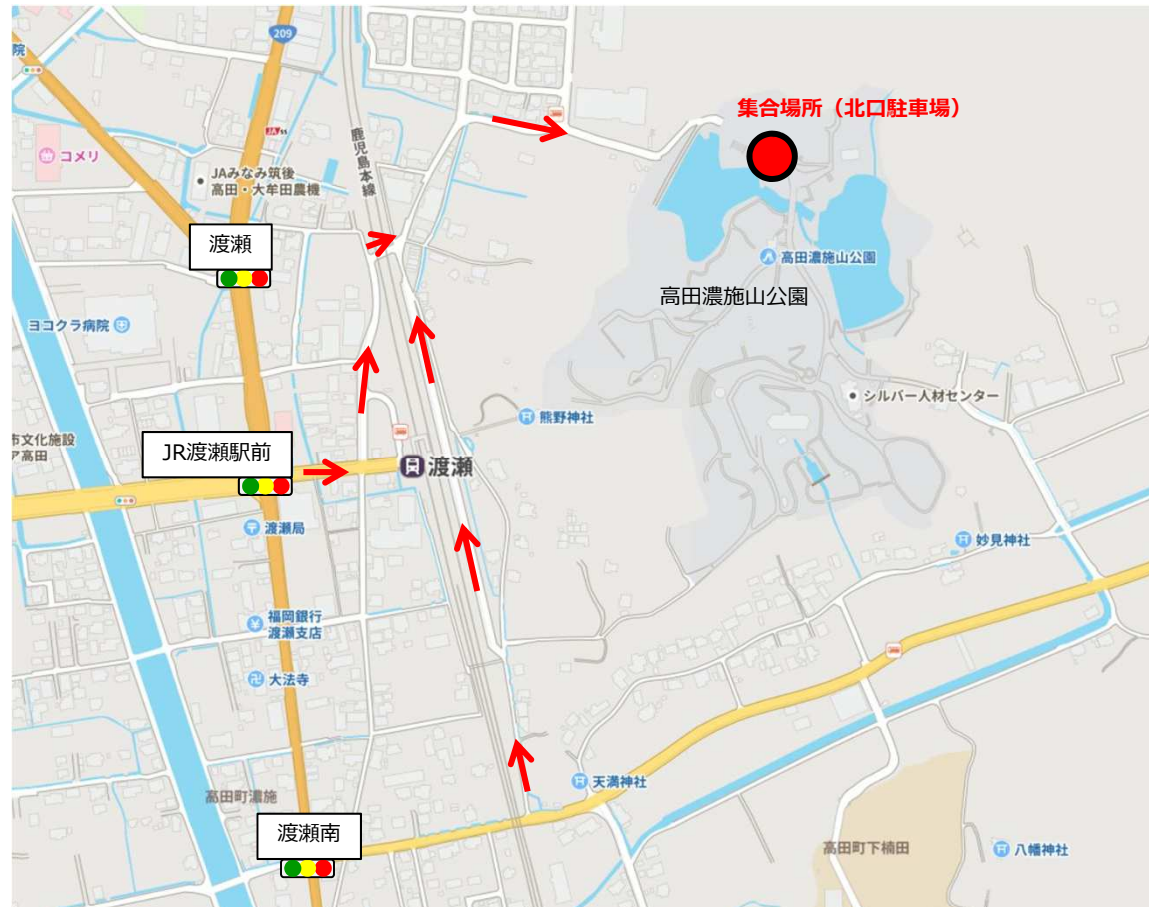 209
院
集合場所（北口駐車場）
JA SS
鹿児島本線
コメリ
JAみなみ筑後
高田・大牟田農機
渡瀬
高田濃施山公園
高田濃施山公園
ヨコクラ病院
シルバー人材センター
熊野神社
市文化施設
ア高田
JR渡瀬駅前
渡瀬
渡瀬局
妙見神社
福岡銀行
渡瀬支店
大法寺
天満神社
高田町濃施
渡瀬南
高田町下楠田
八幡神社